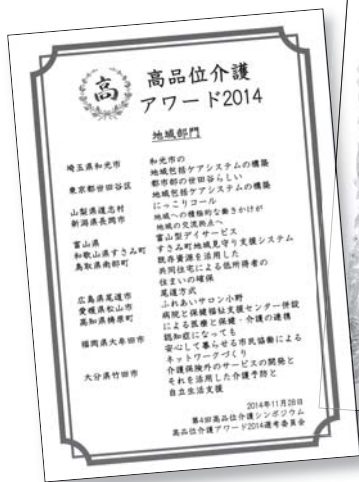 高
高品位介護
アワード2014
地域部門
埼玉県和光市 和光市の
地域包括ケアシステムの構築
東京都世田谷区 都市部の世田谷らしい
地域包括ケアシステムの構築
山梨県道志村 にっこりコール
新潟県長岡市 地域への積極的な働きかけが
地域の交流拠点へ
富山県 富山型デイサービス
和歌山県すさみ町 すさみ町地域見守り支援システム
鳥取県南部町 既存資源を活用した
共同住宅による低所得者の
住まいの確保
広島県尾道市 尾道方式
愛媛県松山市 ふれあいサロン小野
高知県梼原町 病院と保健福祉支援センター併設
による医療と保健・介護の連携
福岡県大牟田市 認知症になっても
安心して暮らせる市民協働による
ネットワークづくり
大分県竹田市 介護保険外のサービスの開発と
それを活用した介護予防と
自立生活支援
2014年11月28日
第4回高品位介護シンポジウム
高品位介護アワード2014選考委員会